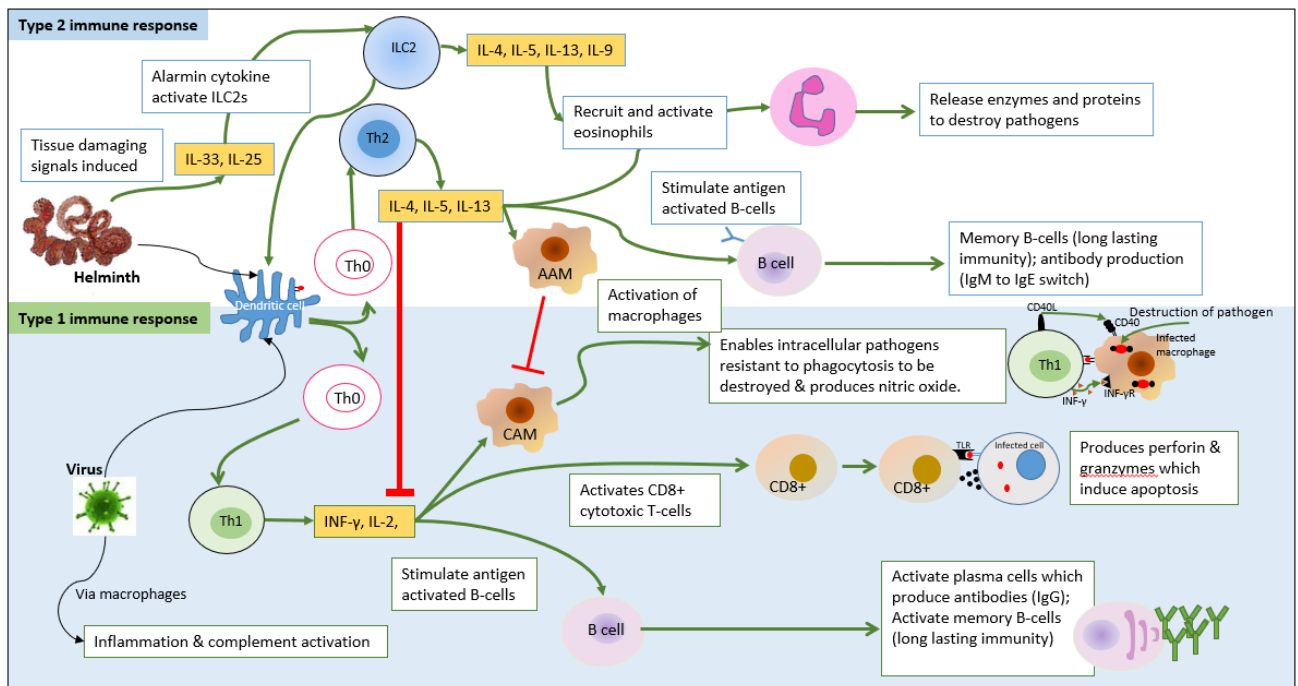 Type 2 immune response
ILC2
IL-4, IL-5, IL-13, IL-9
Alarmin cytokine
activate ILC2s
Recruit and activate
eosinophils
Release enzymes and proteins
to destroy pathogens
Tissue damaging
signals induced
IL-33, IL-25
Th2
IL-4, IL-5, IL-13
Stimulate antigen
activated B-cells
Helminth
Th0
AAM
B cell
Memory B-cells (long lasting
immunity); antibody production
(IgM to IgE switch)
Dendritic cell
Type 1 immune response
Activation of
macrophages
Enables intracellular pathogens
resistant to phagocytosis to be
destroyed & produces nitric oxide.
CD40L
CD40
Destruction of pathogen
Infected
macrophage
Th1
INF-γ
INF-γR
Th0
CAM
Virus
Th1
INF-γ, IL-2,
Activates CD8+
cytotoxic T-cells
CD8+
CD8+
TLR
Infected cell
Produces perforin &
granzymes which
induce apoptosis
Via macrophages
Inflammation & complement activation
Stimulate antigen
activated B-cells
B cell
Activate plasma cells which
produce antibodies (IgG);
Activate memory B-cells
(long lasting immunity)